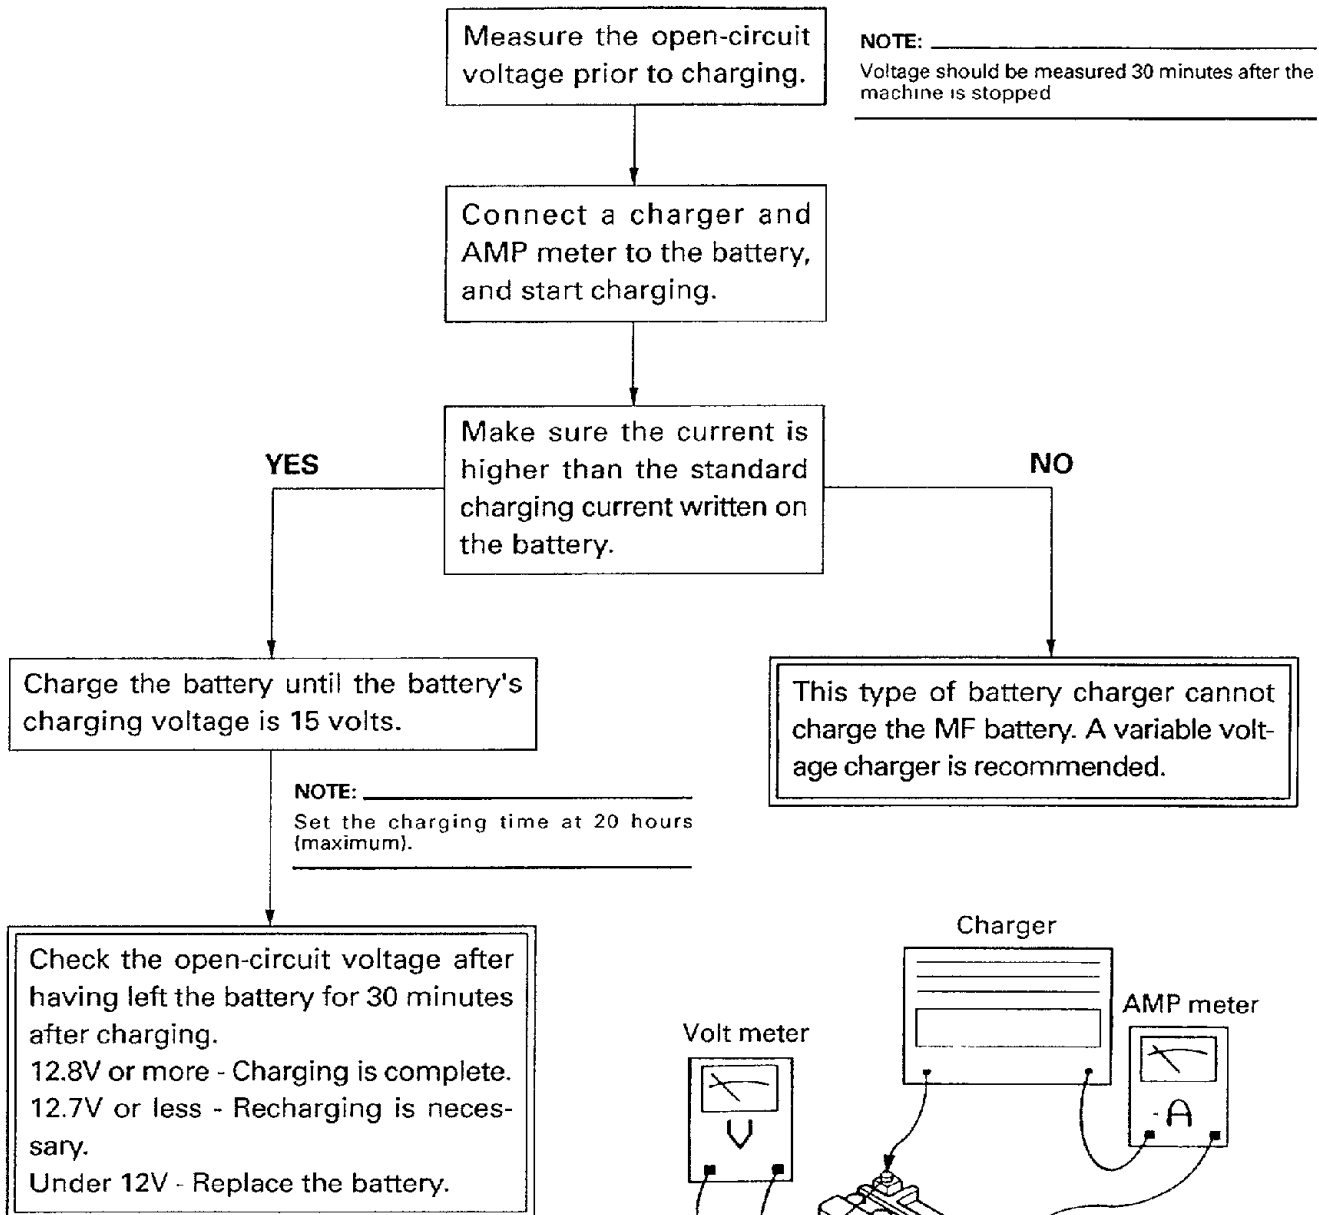 Measure the open-circuit
voltage prior to charging.
NOTE:
Voltage should be measured 30 minutes after the
machine is stopped
Connect a charger and
AMP meter to the battery,
and start charging.
Make sure the current is
higher than the standard
charging current written on
the battery.
YES
NO
Charge the battery until the battery's
charging voltage is 15 volts.
This type of battery charger cannot
charge the MF battery. A variable volt-
age charger is recommended.
NOTE:
Set the charging time at 20 hours
(maximum).
Check the open-circuit voltage after
having left the battery for 30 minutes
after charging.
12.8V or more - Charging is complete.
12.7V or less - Recharging is neces-
sary.
Under 12V - Replace the battery.
Charger
AMP meter
Volt meter
V
A